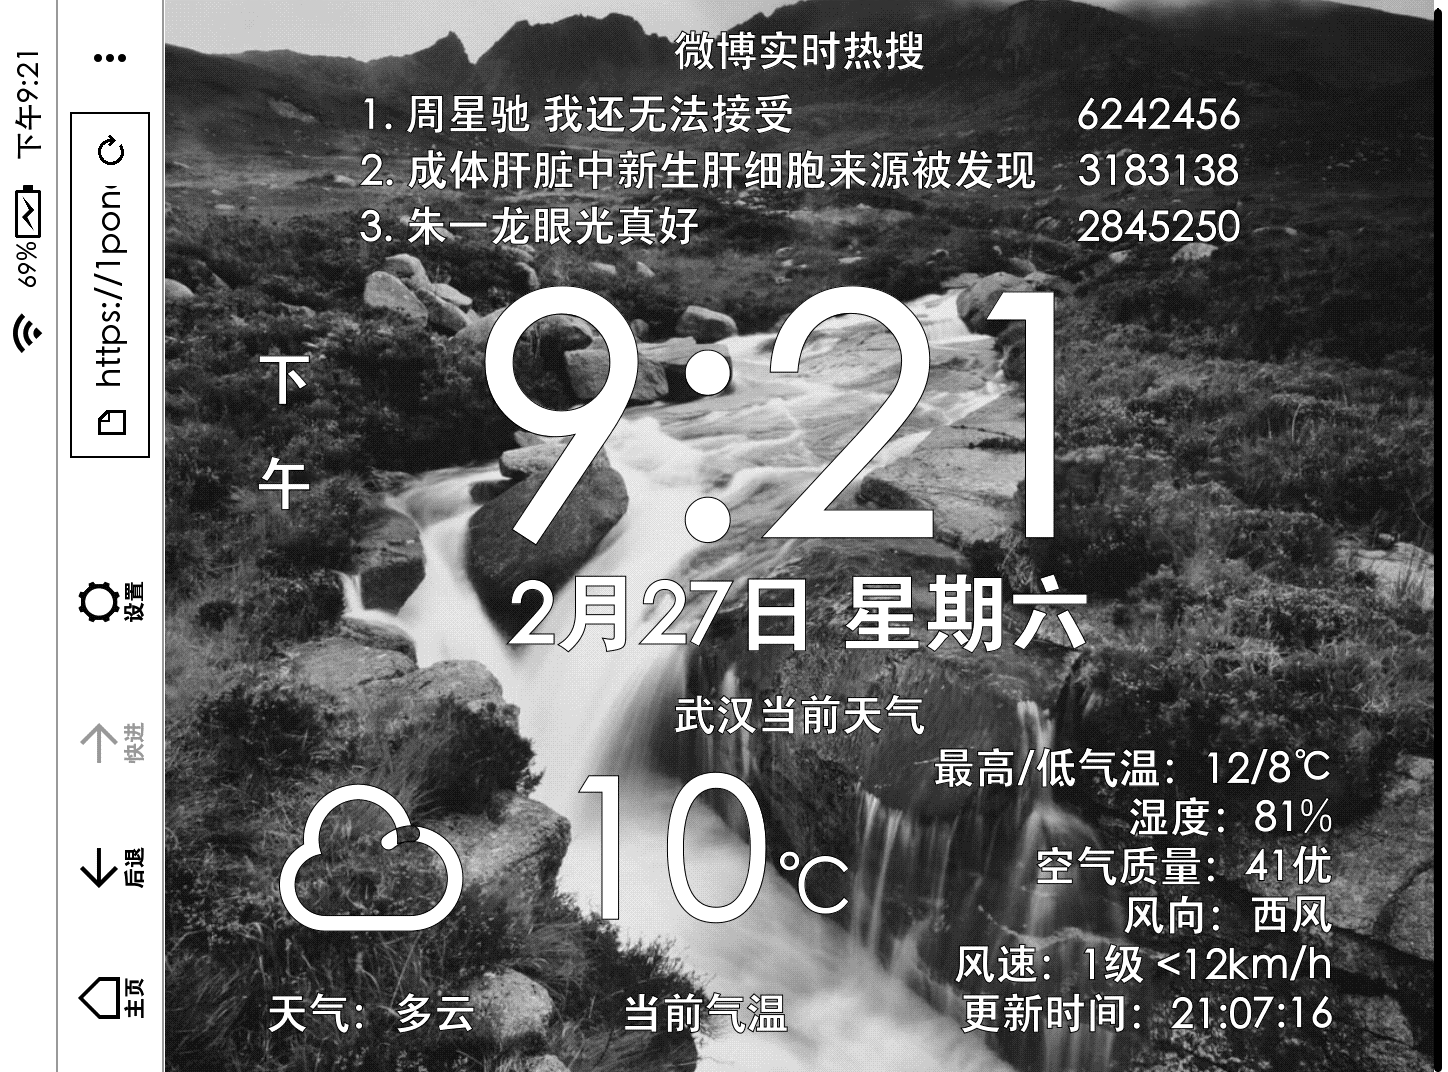 下午9:21
69%
https://1pon
设置
快进
后退
主页
微博实时热搜
1. 周星驰 我还无法接受 6242456
2. 成体肝脏中新生肝细胞来源被发现 3183138
3. 朱一龙眼光真好 2845250
下午
9:21
2月27日 星期六
武汉当前天气
10℃
天气：多云
当前气温
最高/低气温：12/8℃
湿度：81%
空气质量：41优
风向：西风
风速：1级 <12km/h
更新时间：21:07:16